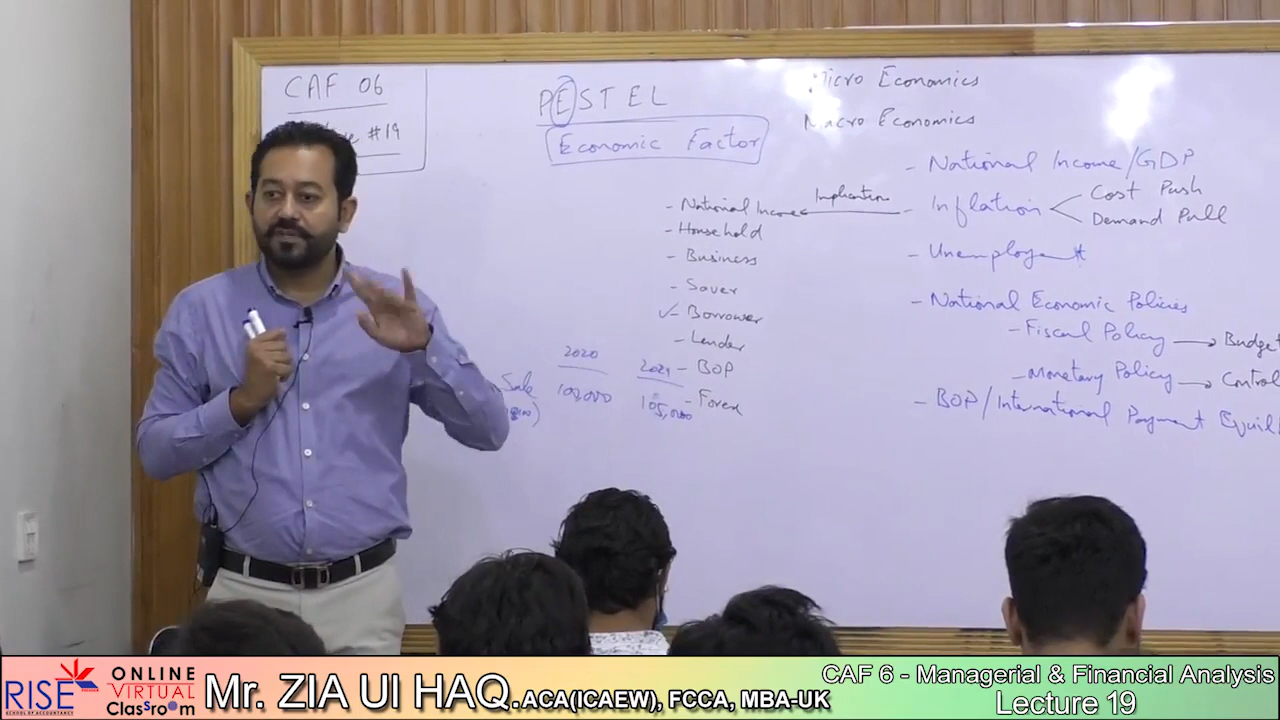 CAF 06
#19
PESTEL
Economic Factor
Micro Economics
Macro Economics
- National Income/GDP
- Inflation
Cost Push
Demand Pull
Implication
- National Income
- Household
- Business
- Saver
- Borrower
- Lender
- BOP
- Forex
- National Economic Policies
- Fiscal Policy → Budget
- Monetary Policy → Control
- BOP/International Payment
2020
2021
Sale
100,000
105,000
RISE
SCHOOL OF ACCOUNTANCY
ONLINE
VIRTUAL
Classroom
Mr. ZIA Ul HAQ.ACA(ICAEW), FCCA, MBA-UK
CAF 6 - Managerial & Financial Analysis
Lecture 19